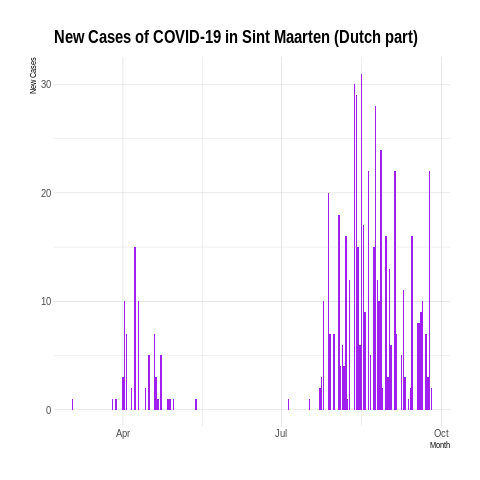 New Cases of COVID-19 in Sint Maarten (Dutch part)
New Cases
30
20
10
0
Apr
Jul
Oct
Month